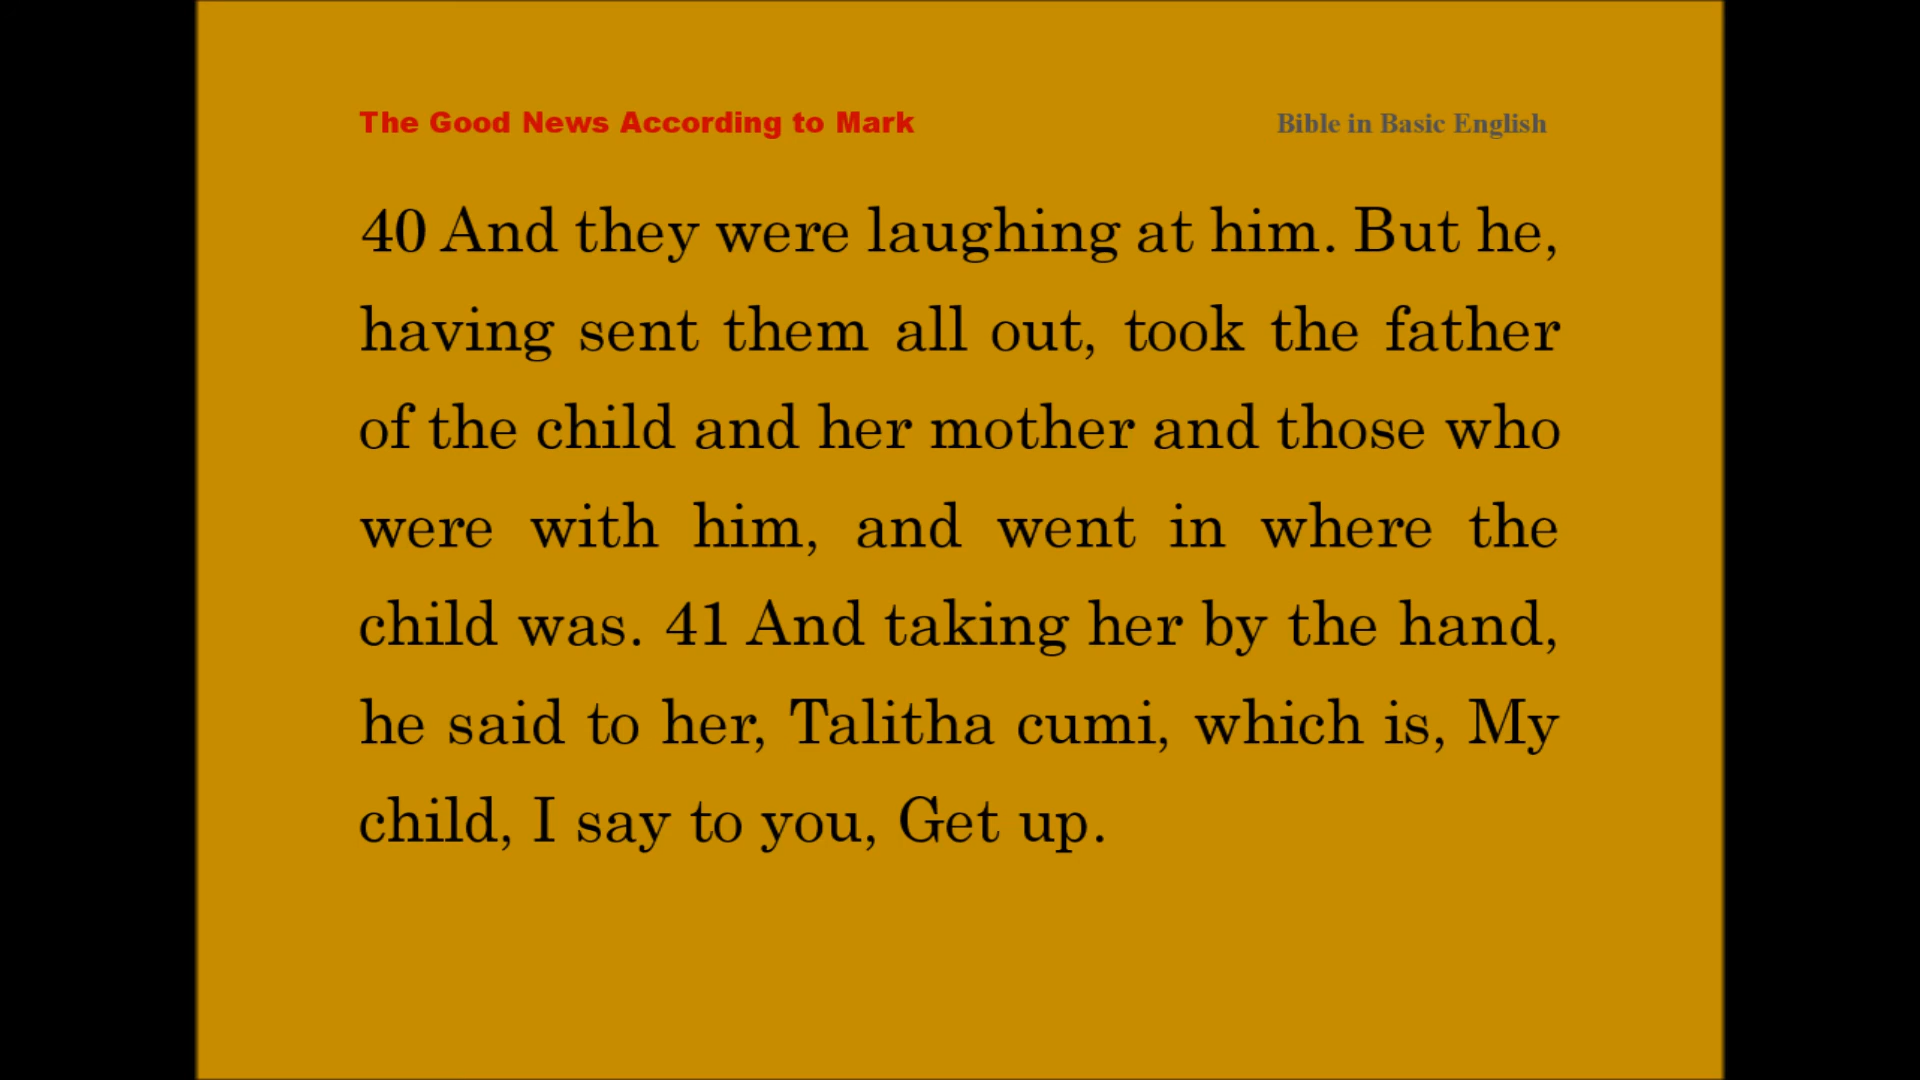 The Good News According to Mark Bible in Basic English
40 And they were laughing at him. But he,
having sent them all out, took the father
of the child and her mother and those who
were with him, and went in where the
child was. 41 And taking her by the hand,
he said to her, Talitha cumi, which is, My
child, I say to you, Get up.